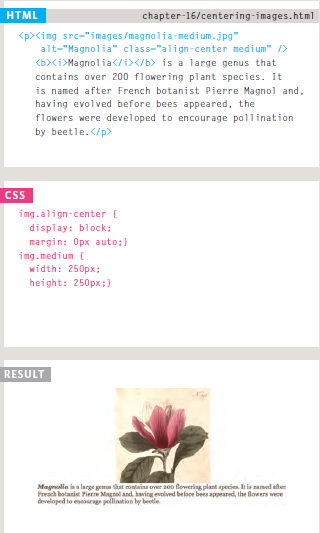 HTML
chapter-16/centering-images.html
<p><img src="images/magnolia-medium.jpg"
alt="Magnolia" class="align-center medium" />
<b><i>Magnolia</i></b> is a large genus that
contains over 200 flowering plant species. It
is named after French botanist Pierre Magnol and,
having evolved before bees appeared, the
flowers were developed to encourage pollination
by beetle.</p>
CSS
img.align-center {
display: block;
margin: 0px auto;}
img.medium {
width: 250px;
height: 250px;}
RESULT
Magnolia is a large genus that contains over 200 flowering plant species. It is named after
French botanist Pierre Magnol and, having evolved before bees appeared, the flowers were
developed to encourage pollination by beetle.